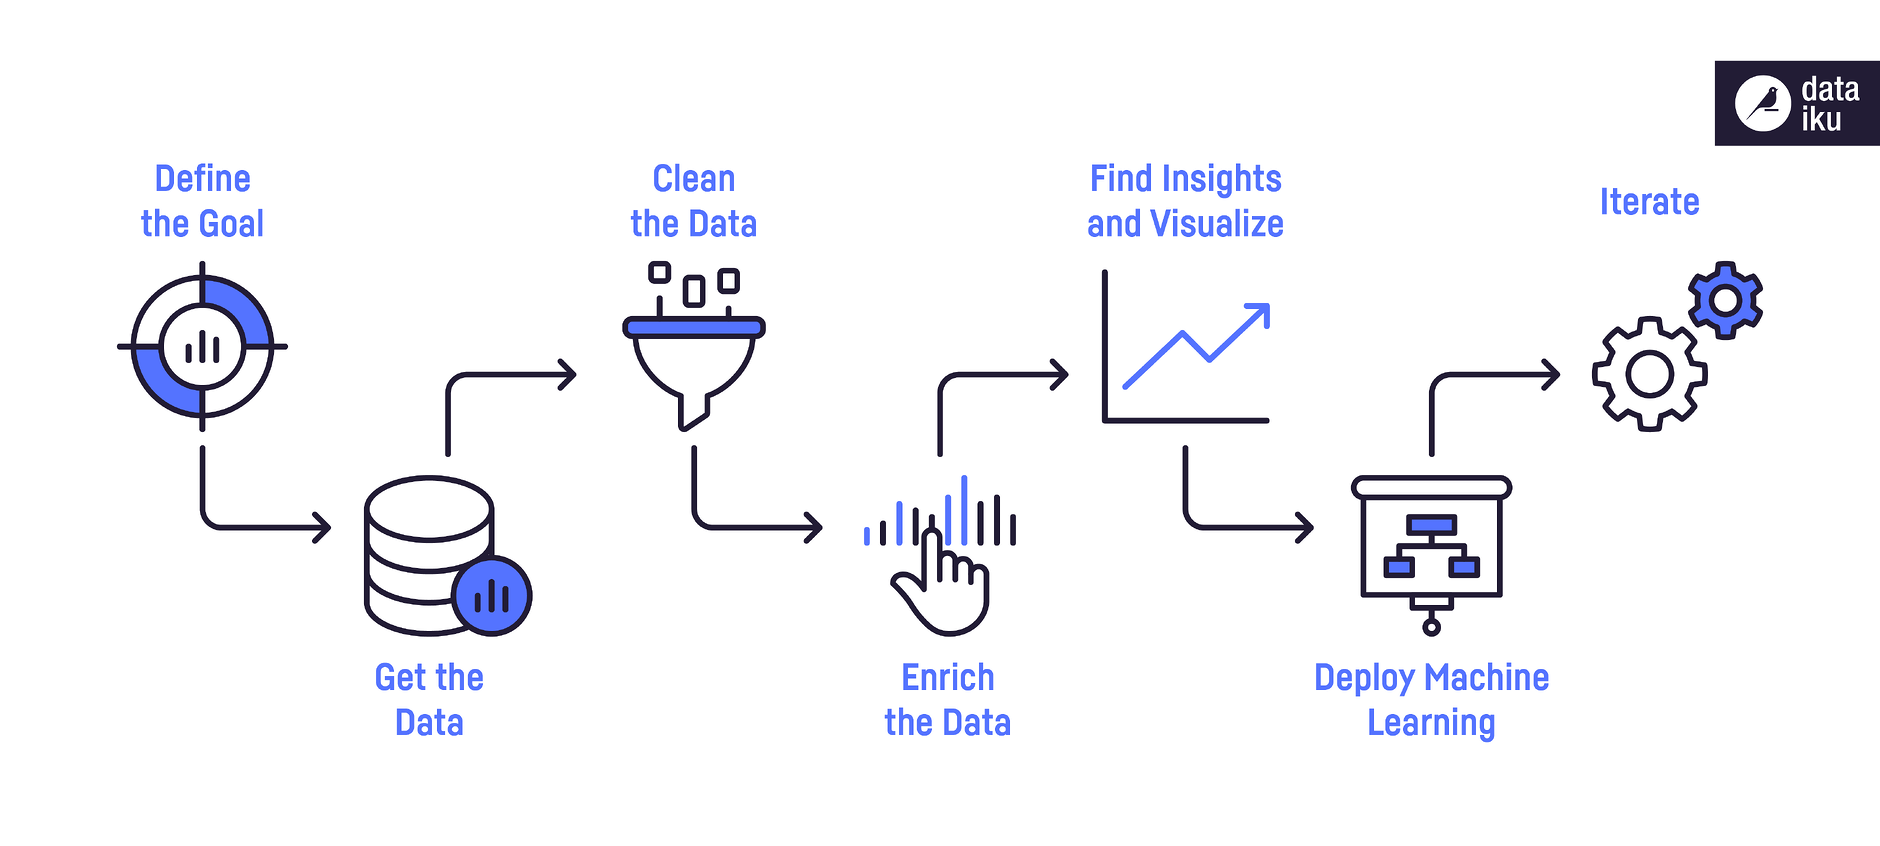 data
iku
Define
the Goal
Get the
Data
Clean
the Data
Enrich
the Data
Find Insights
and Visualize
Deploy Machine
Learning
Iterate